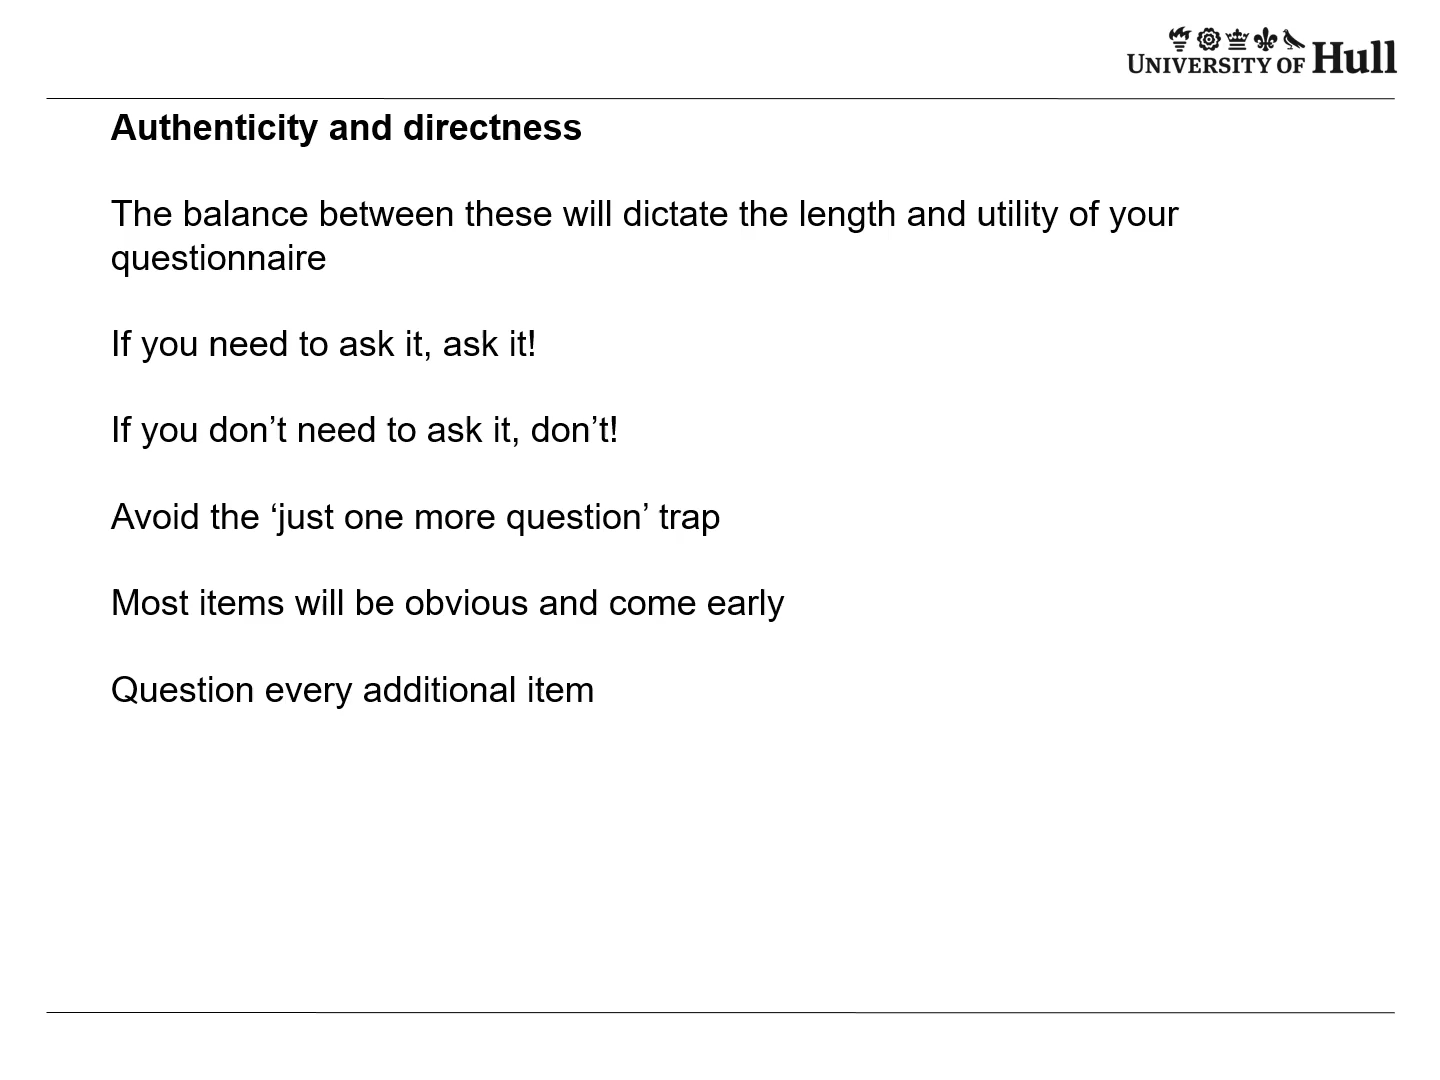 UNIVERSITY OF Hull
Authenticity and directness
The balance between these will dictate the length and utility of your
questionnaire
If you need to ask it, ask it!
If you don’t need to ask it, don’t!
Avoid the ‘just one more question’ trap
Most items will be obvious and come early
Question every additional item